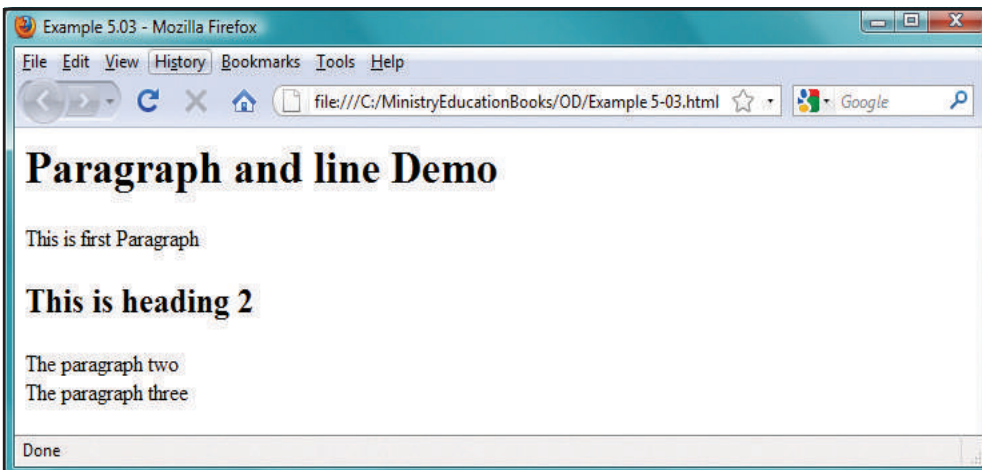 Example 5.03 - Mozilla Firefox
File Edit View History Bookmarks Tools Help
file:///C:/MinistryEducationBooks/OD/Example 5-03.html Google
Paragraph and line Demo
This is first Paragraph
This is heading 2
The paragraph two
The paragraph three
Done